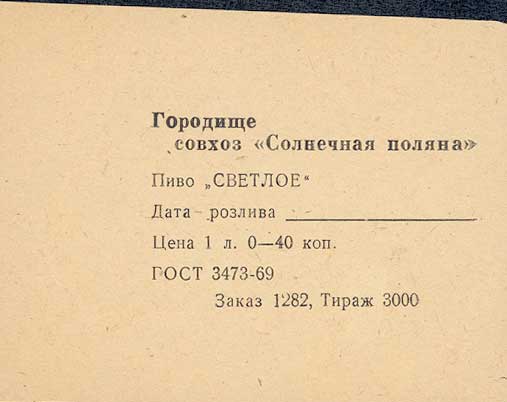 Городище
совхоз «Солнечная поляна»
Пиво „СВЕТЛОЕ“
Дата розлива
Цена 1 л. 0—40 коп.
ГОСТ 3473-69
Заказ 1282, Тираж 3000